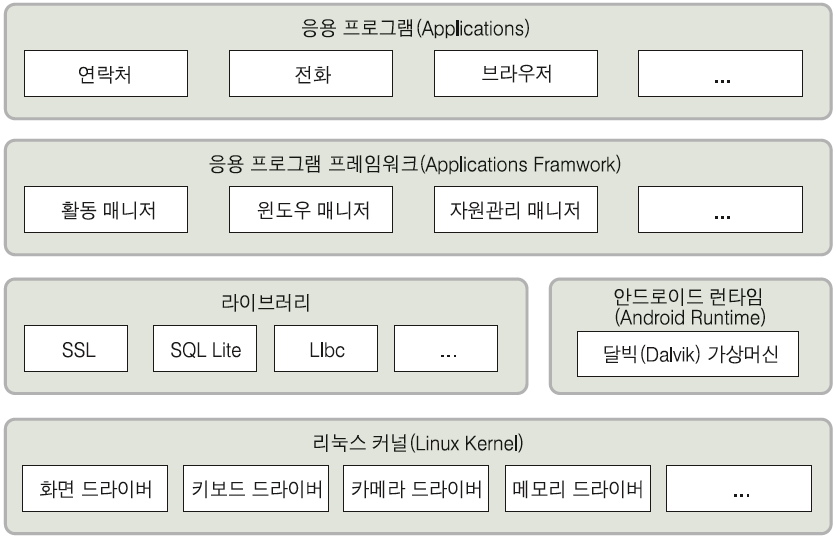 응용 프로그램(Applications)
연락처 전화 브라우저 ...
응용 프로그램 프레임워크(Applications Framwork)
활동 매니저 윈도우 매니저 자원관리 매니저 ...
라이브러리
SSL SQL Lite LIbc ...
안드로이드 런타임
(Android Runtime)
달빅(Dalvik) 가상머신
리눅스 커널(Linux Kernel)
화면 드라이버 키보드 드라이버 카메라 드라이버 메모리 드라이버 ...